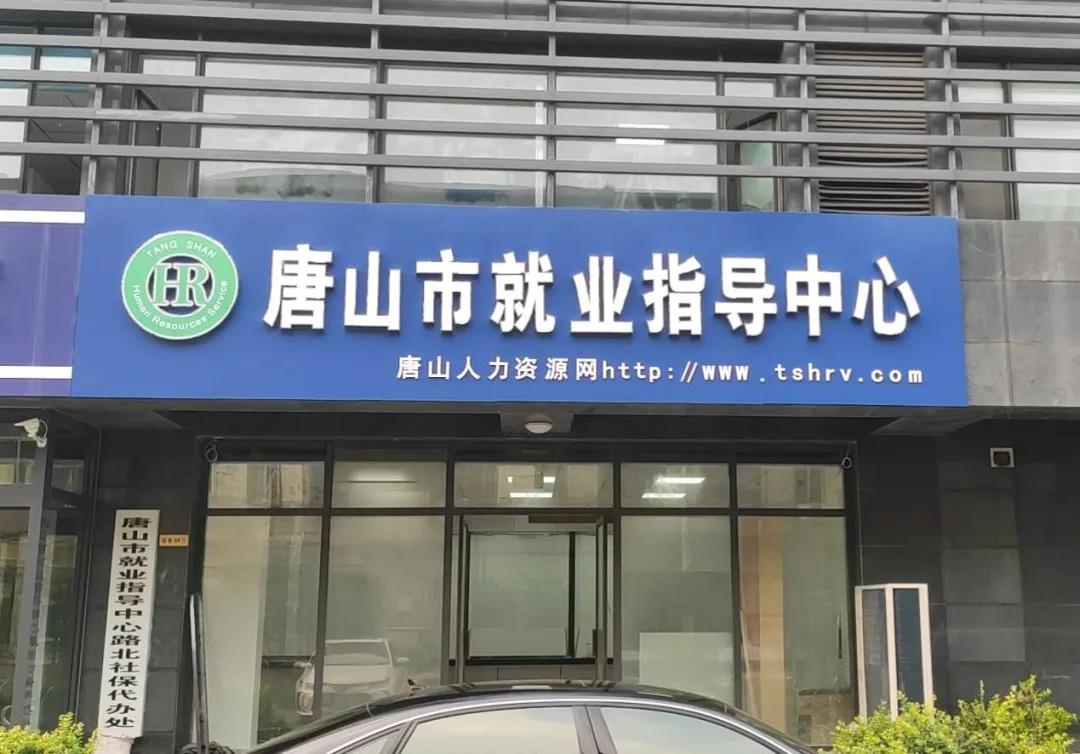 TANG SHAN
HR
Human Resources Service
唐山市就业指导中心
唐山人力资源网http://www.tshrv.com
唐山市就业指导中心路北社保代办处